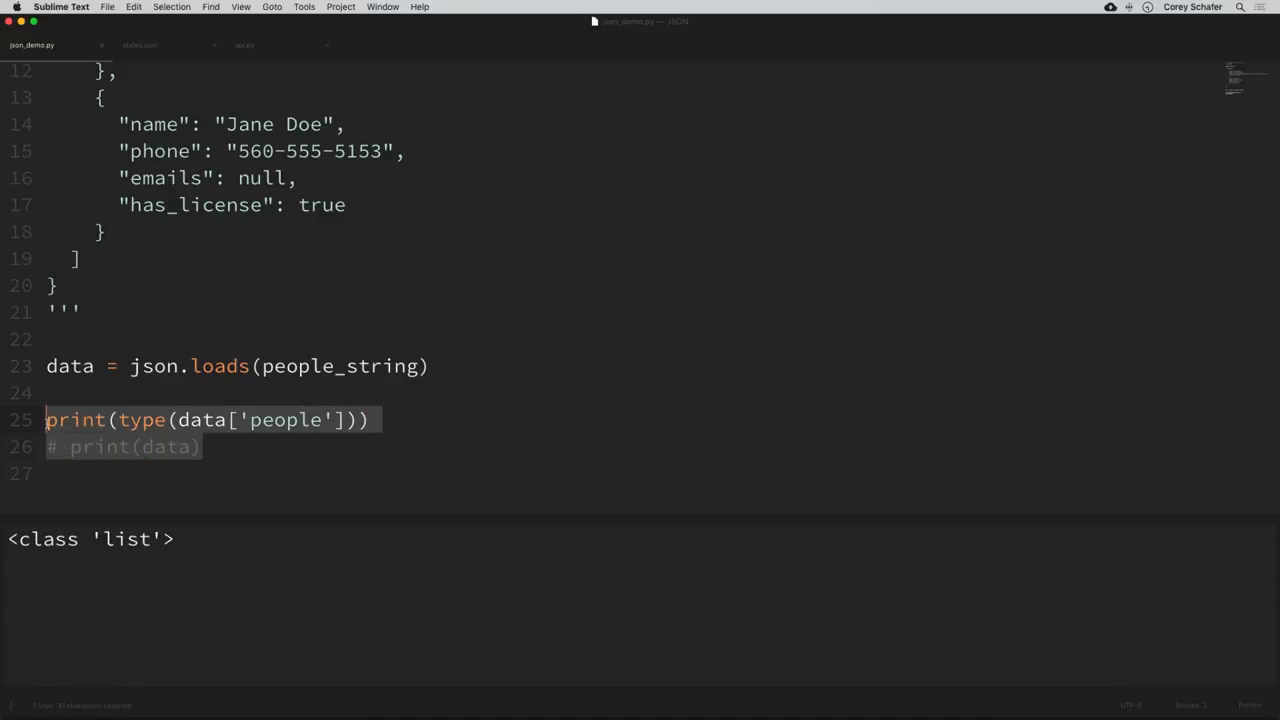 Sublime Text File Edit Selection Find View Goto Tools Project Window Help Corey Schafer
json_demo.py — JSON
json_demo.py states.json api.py
12 },
13 {
14 "name": "Jane Doe",
15 "phone": "560-555-5153",
16 "emails": null,
17 "has_license": true
18 }
19 ]
20 }
21 '''
22
23 data = json.loads(people_string)
24
25 print(type(data['people']))
26 # print(data)
27
<class 'list'>
UTF-8 Spaces: 2 Python